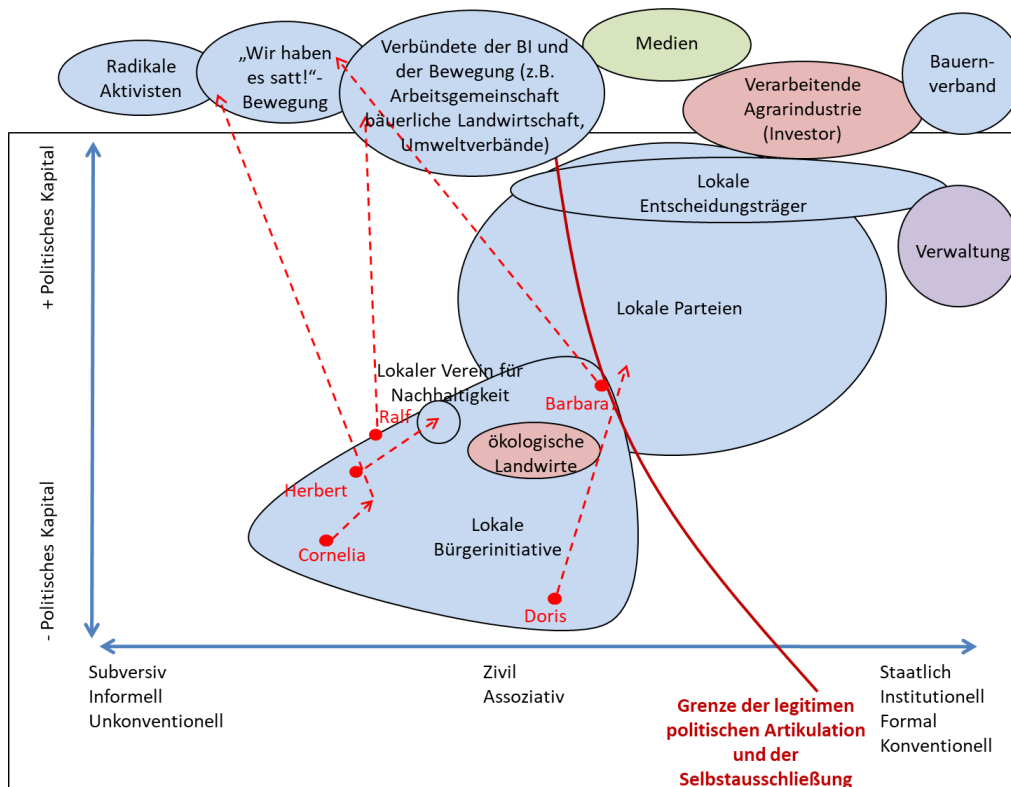 Radikale
Aktivisten
„Wir haben
es satt!“-
Bewegung
Verbündete der BI und
der Bewegung (z.B.
Arbeitsgemeinschaft
bäuerliche Landwirtschaft,
Umweltverbände)
Medien
Verarbeitende
Agrarindustrie
(Investor)
Bauern-
verband
+ Politisches Kapital
Lokale
Entscheidungsträger
Verwaltung
Lokale Parteien
Lokaler Verein für
Nachhaltigkeit
Barbara
Ralf
ökologische
Landwirte
Herbert
- Politisches Kapital
Lokale
Bürgerinitiative
Cornelia
Doris
Subversiv
Informell
Unkonventionell
Zivil
Assoziativ
Staatlich
Institutionell
Formal
Konventionell
Grenze der legitimen
politischen Artikulation
und der
Selbstausschließung